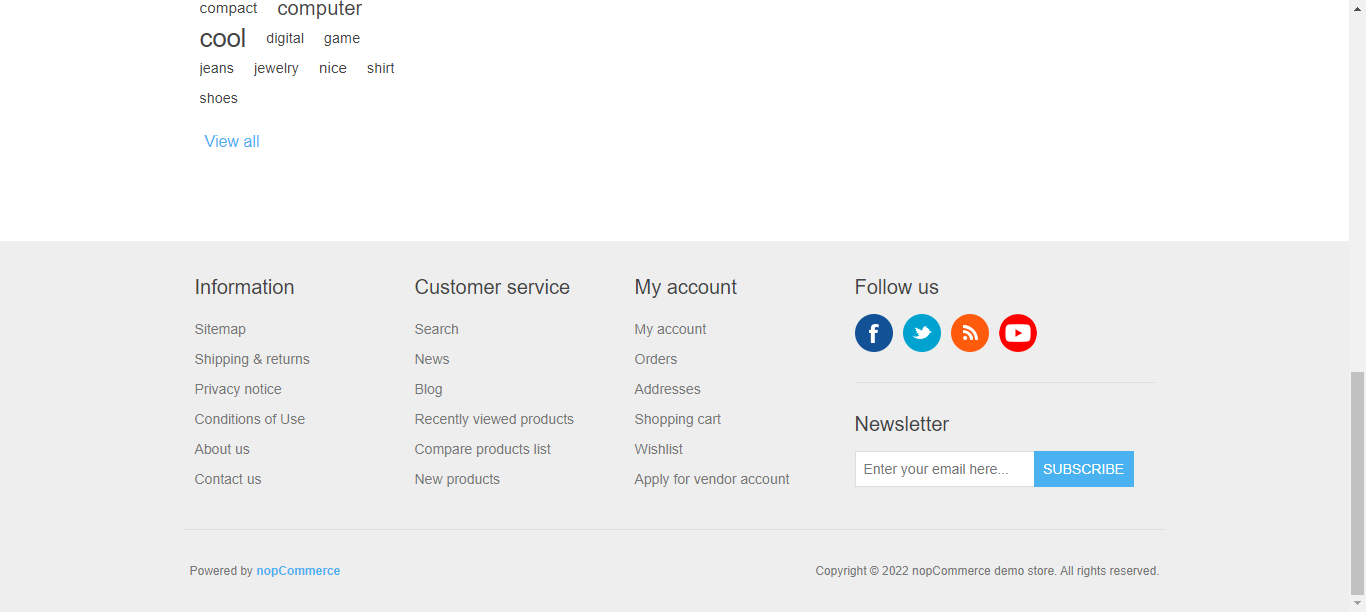 compact computer
cool digital game
jeans jewelry nice shirt
shoes
View all
Information
Sitemap
Shipping & returns
Privacy notice
Conditions of Use
About us
Contact us
Customer service
Search
News
Blog
Recently viewed products
Compare products list
New products
My account
My account
Orders
Addresses
Shopping cart
Wishlist
Apply for vendor account
Follow us
Newsletter
Enter your email here... SUBSCRIBE
Powered by nopCommerce
Copyright © 2022 nopCommerce demo store. All rights reserved.